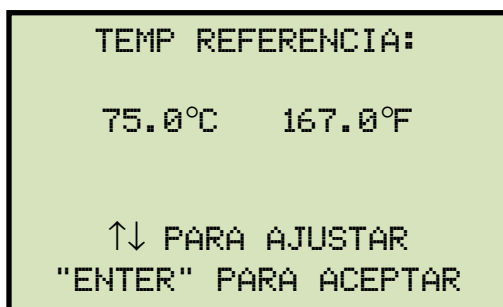 TEMP REFERENCIA:
75.0°C 167.0°F
↑↓ PARA AJUSTAR
"ENTER" PARA ACEPTAR